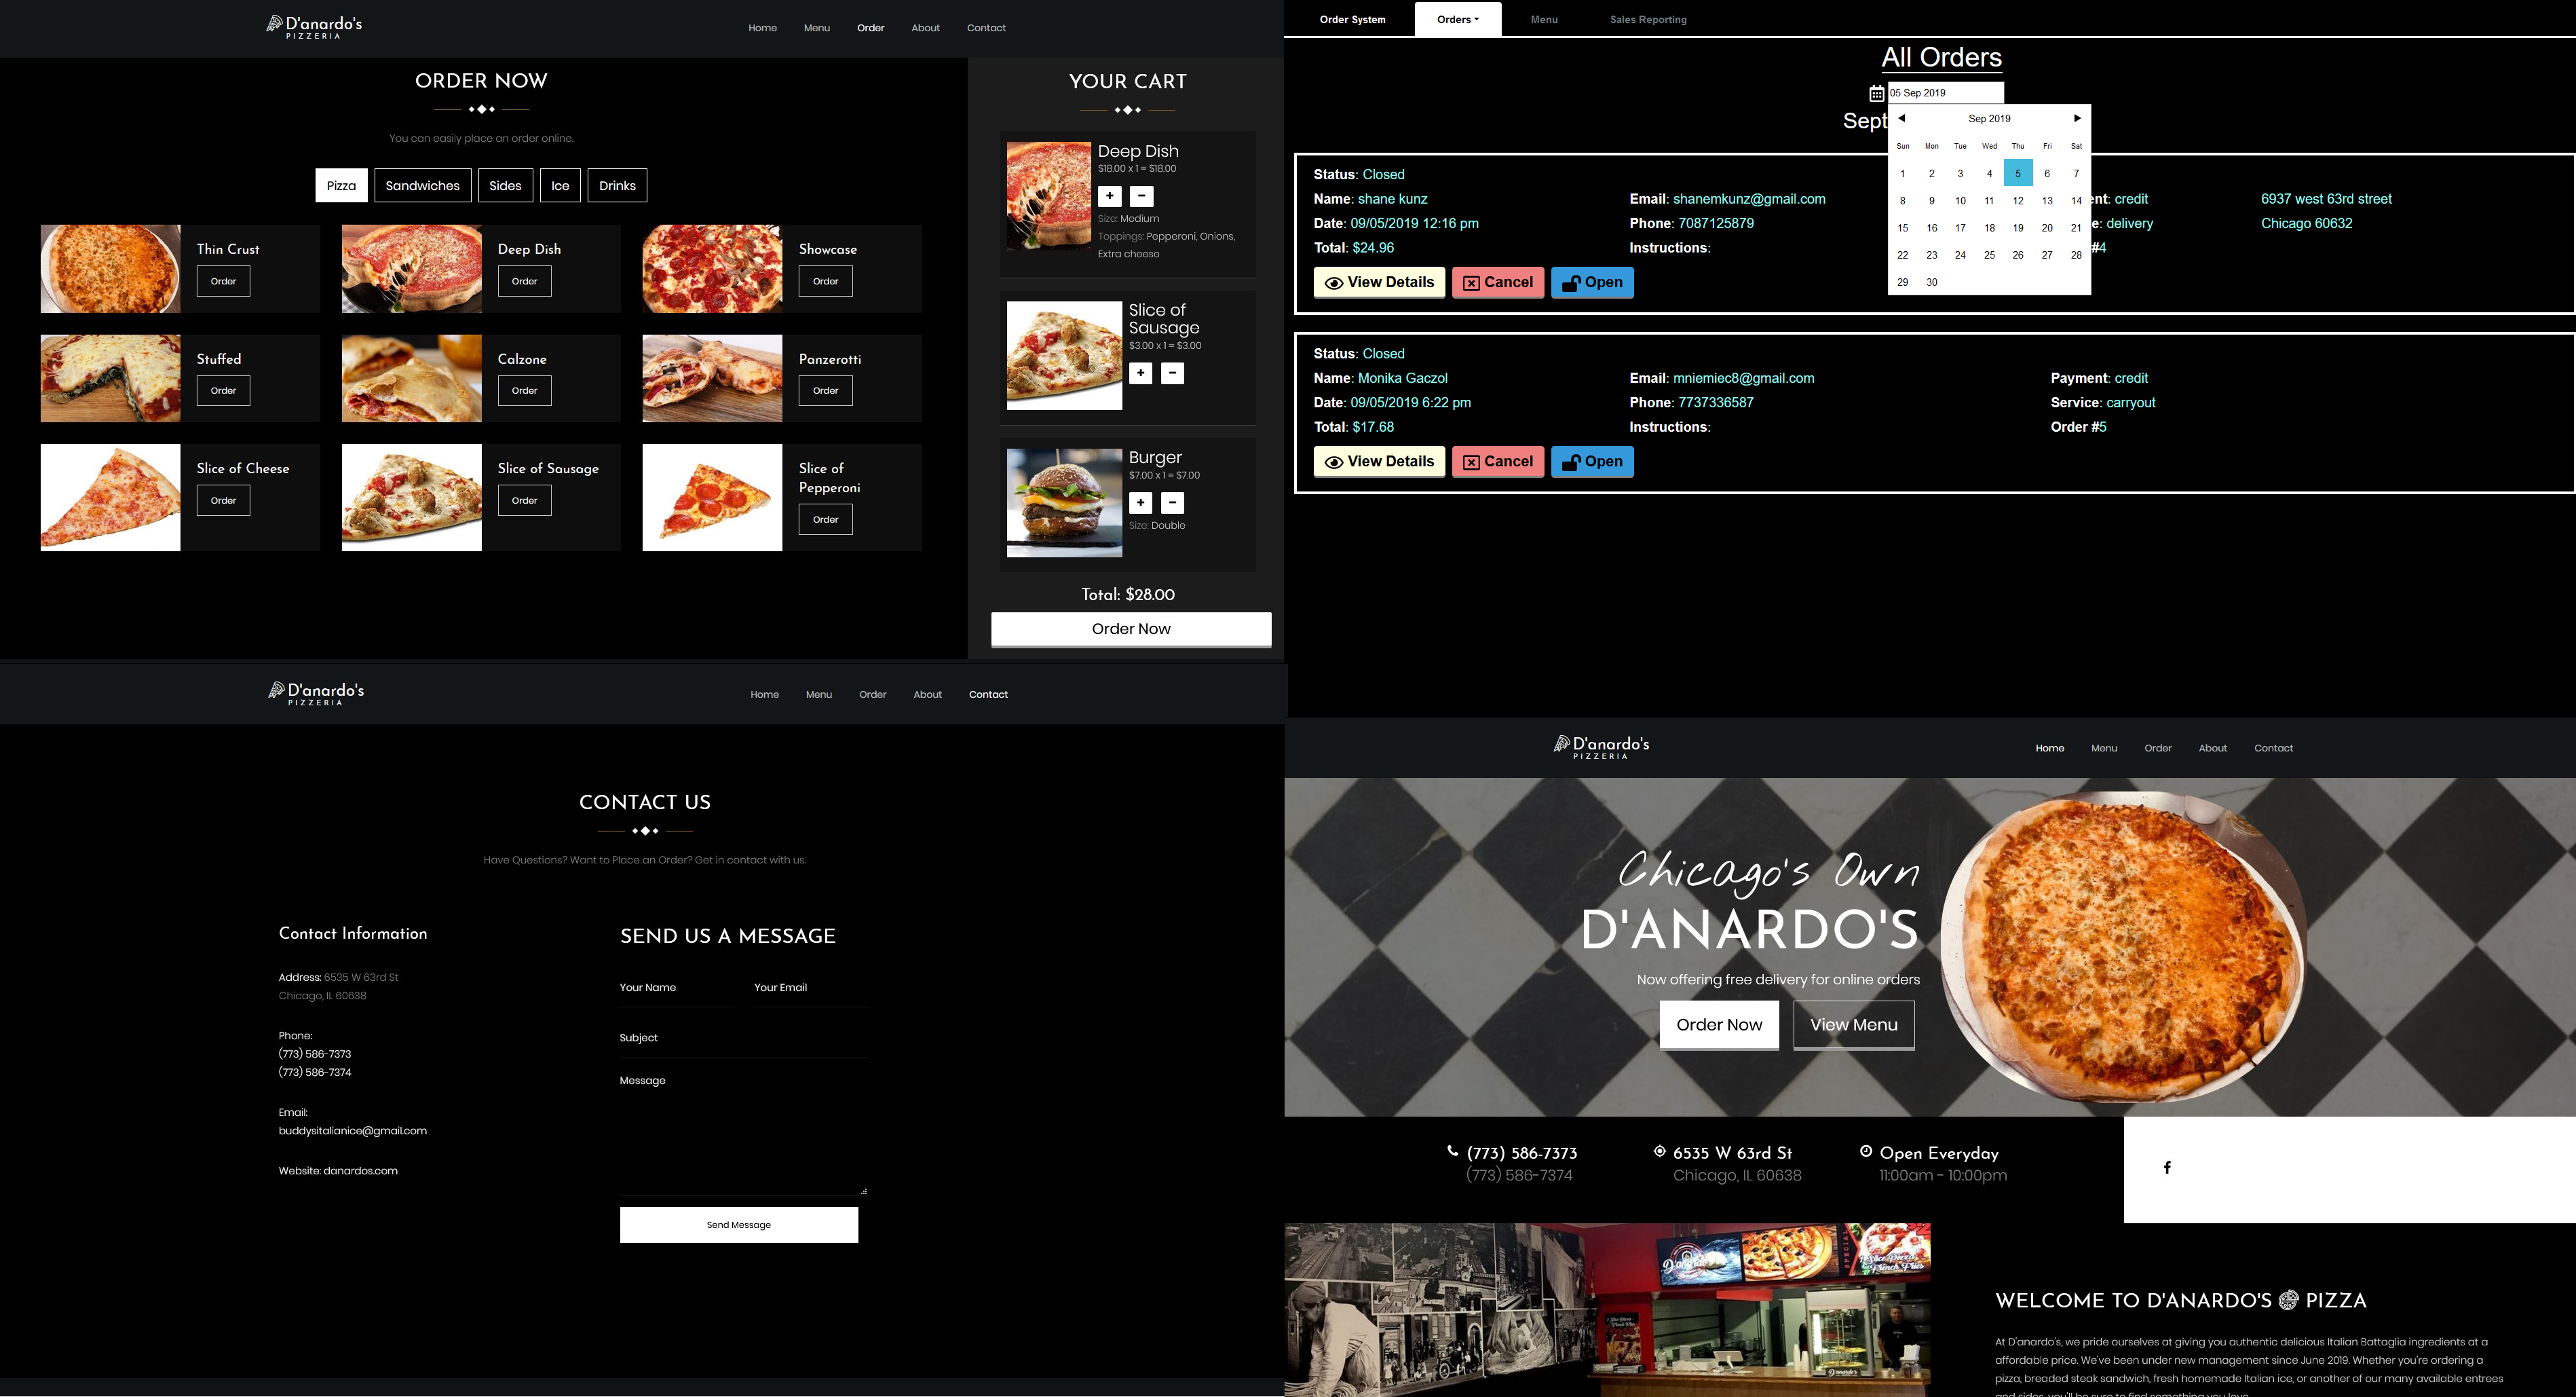 D'anardo's
PIZZERIA
Home Menu Order About Contact
ORDER NOW
You can easily place an order online.
Pizza Sandwiches Sides Ice Drinks
Thin Crust
Order
Deep Dish
Order
Showcase
Order
Stuffed
Order
Calzone
Order
Panzerotti
Order
Slice of Cheese
Order
Slice of Sausage
Order
Slice of
Pepperoni
Order
YOUR CART
Deep Dish
$18.00 x 1 = $18.00
+ −
Size: Medium
Toppings: Pepperoni, Onions,
Extra cheese
Slice of
Sausage
$3.00 x 1 = $3.00
+ −
Burger
$7.00 x 1 = $7.00
+ −
Size: Double
Total: $28.00
Order Now
Order System Orders Menu Sales Reporting
All Orders
05 Sep 2019
Sept
Sep 2019
Sun Mon Tue Wed Thu Fri Sat
1 2 3 4 5 6 7
8 9 10 11 12 13 14
15 16 17 18 19 20 21
22 23 24 25 26 27 28
29 30
Status: Closed
Name: shane kunz Email: shanemkunz@gmail.com ent: credit 6937 west 63rd street
Date: 09/05/2019 12:16 pm Phone: 7087125879 e: delivery Chicago 60632
Total: $24.96 Instructions: #4
View Details Cancel Open
Status: Closed
Name: Monika Gaczol Email: mniemiec8@gmail.com Payment: credit
Date: 09/05/2019 6:22 pm Phone: 7737336587 Service: carryout
Total: $17.68 Instructions: Order #5
View Details Cancel Open
D'anardo's
PIZZERIA
Home Menu Order About Contact
CONTACT US
Have Questions? Want to Place an Order? Get in contact with us.
Contact Information
Address: 6535 W 63rd St
Chicago, IL 60638
Phone:
(773) 586-7373
(773) 586-7374
Email:
buddysitalianice@gmail.com
Website: danardos.com
SEND US A MESSAGE
Your Name Your Email
Subject
Message
Send Message
D'anardo's
PIZZERIA
Home Menu Order About Contact
Chicago's Own
D'ANARDO'S
Now offering free delivery for online orders
Order Now View Menu
(773) 586-7373
(773) 586-7374
6535 W 63rd St
Chicago, IL 60638
Open Everyday
11:00am - 10:00pm
f
D'anardo's
SPECIAL
French Fries
WELCOME TO D'ANARDO'S PIZZA
At D'anardo's, we pride ourselves at giving you authentic delicious Italian Battaglia ingredients at a
affordable price. We've been under new management since June 2019. Whether you're ordering a
pizza, breaded steak sandwich, fresh homemade Italian ice, or another of our many available entrees
and sides, you'll be sure to find something you love.